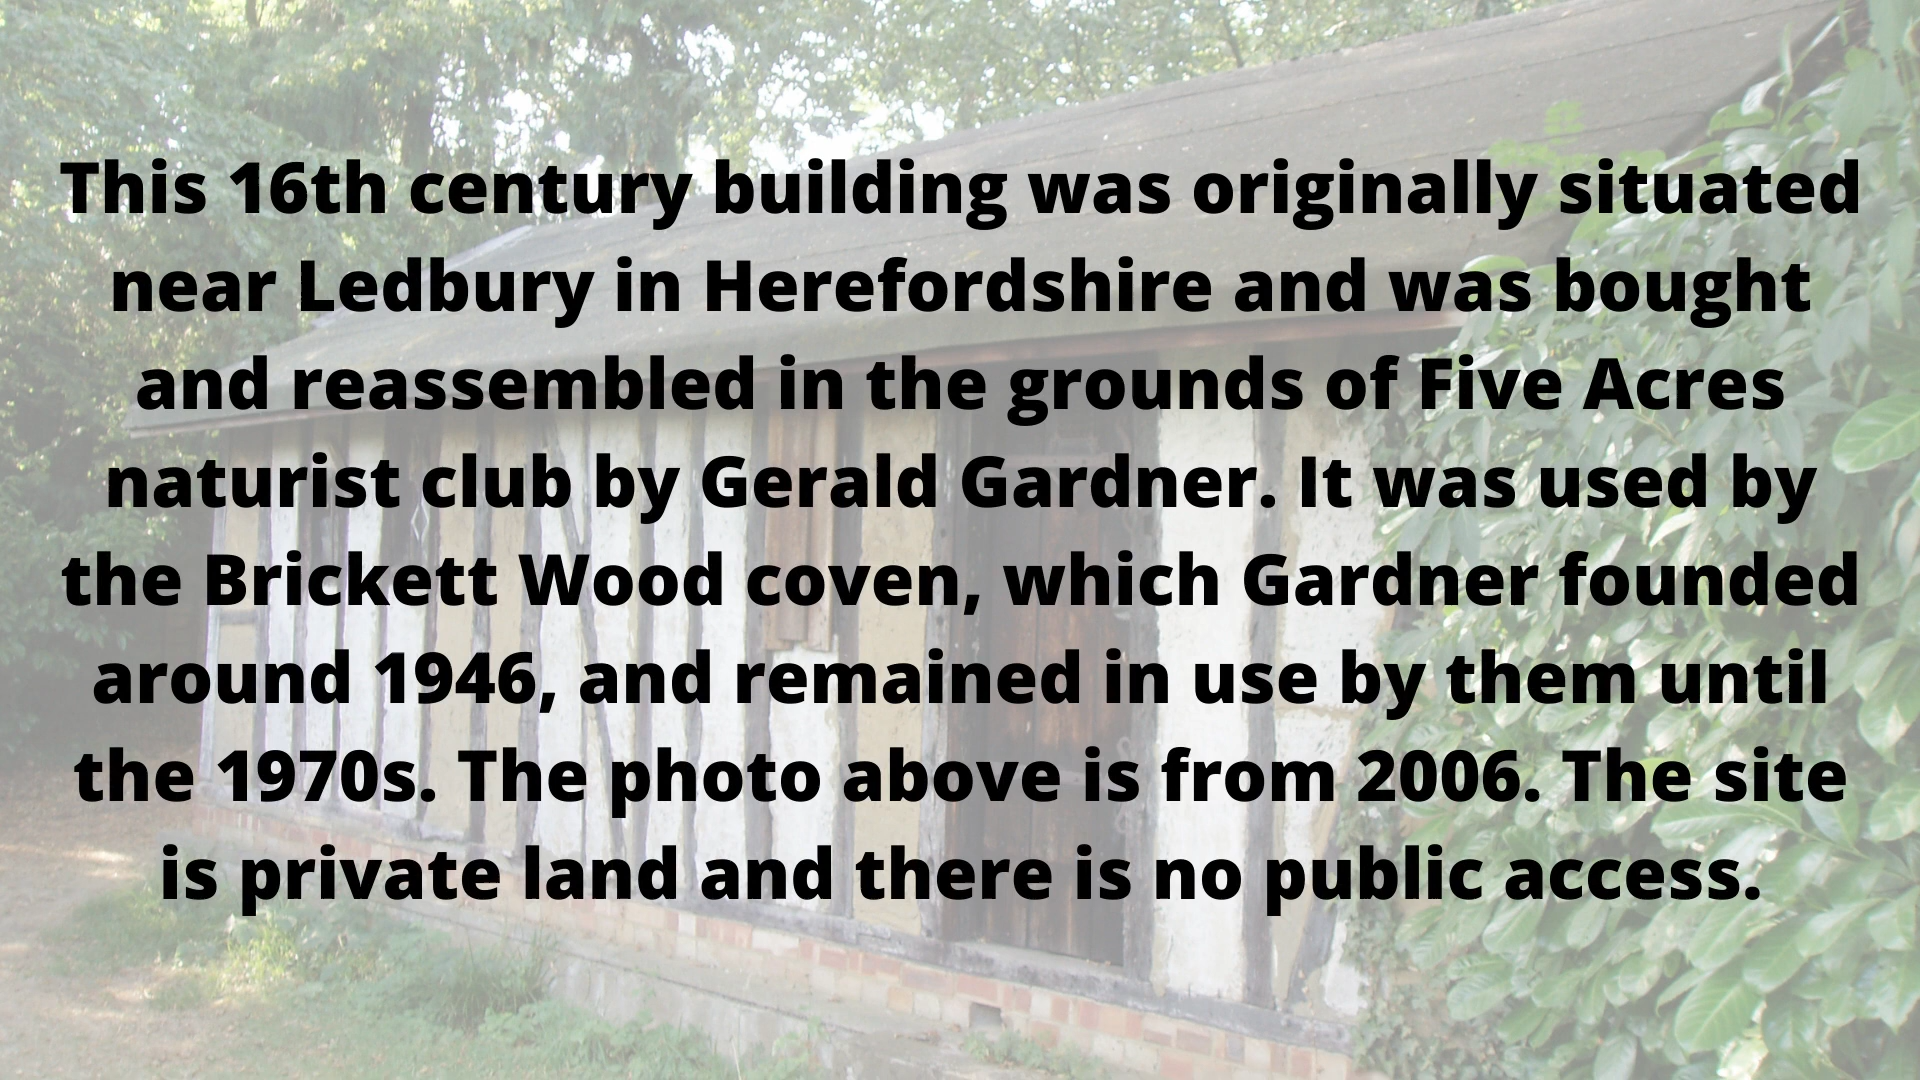 This 16th century building was originally situated
near Ledbury in Herefordshire and was bought
and reassembled in the grounds of Five Acres
naturist club by Gerald Gardner. It was used by
the Brickett Wood coven, which Gardner founded
around 1946, and remained in use by them until
the 1970s. The photo above is from 2006. The site
is private land and there is no public access.